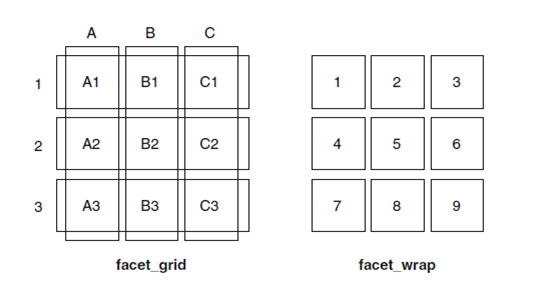 A B C
1 A1 B1 C1 1 2 3
2 A2 B2 C2 4 5 6
3 A3 B3 C3 7 8 9
facet_grid facet_wrap